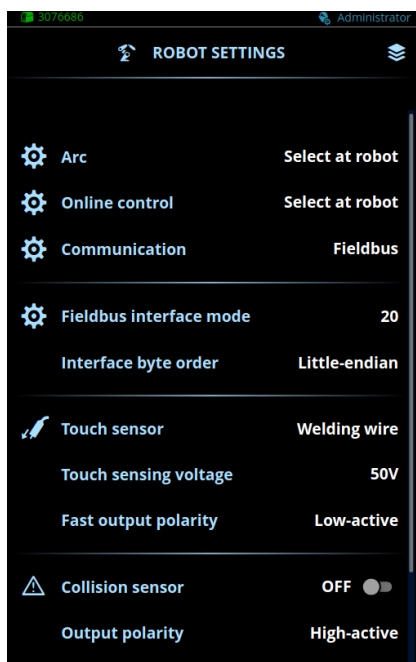 3076686 Administrator
ROBOT SETTINGS
Arc Select at robot
Online control Select at robot
Communication Fieldbus
Fieldbus interface mode 20
Interface byte order Little-endian
Touch sensor Welding wire
Touch sensing voltage 50V
Fast output polarity Low-active
Collision sensor OFF
Output polarity High-active